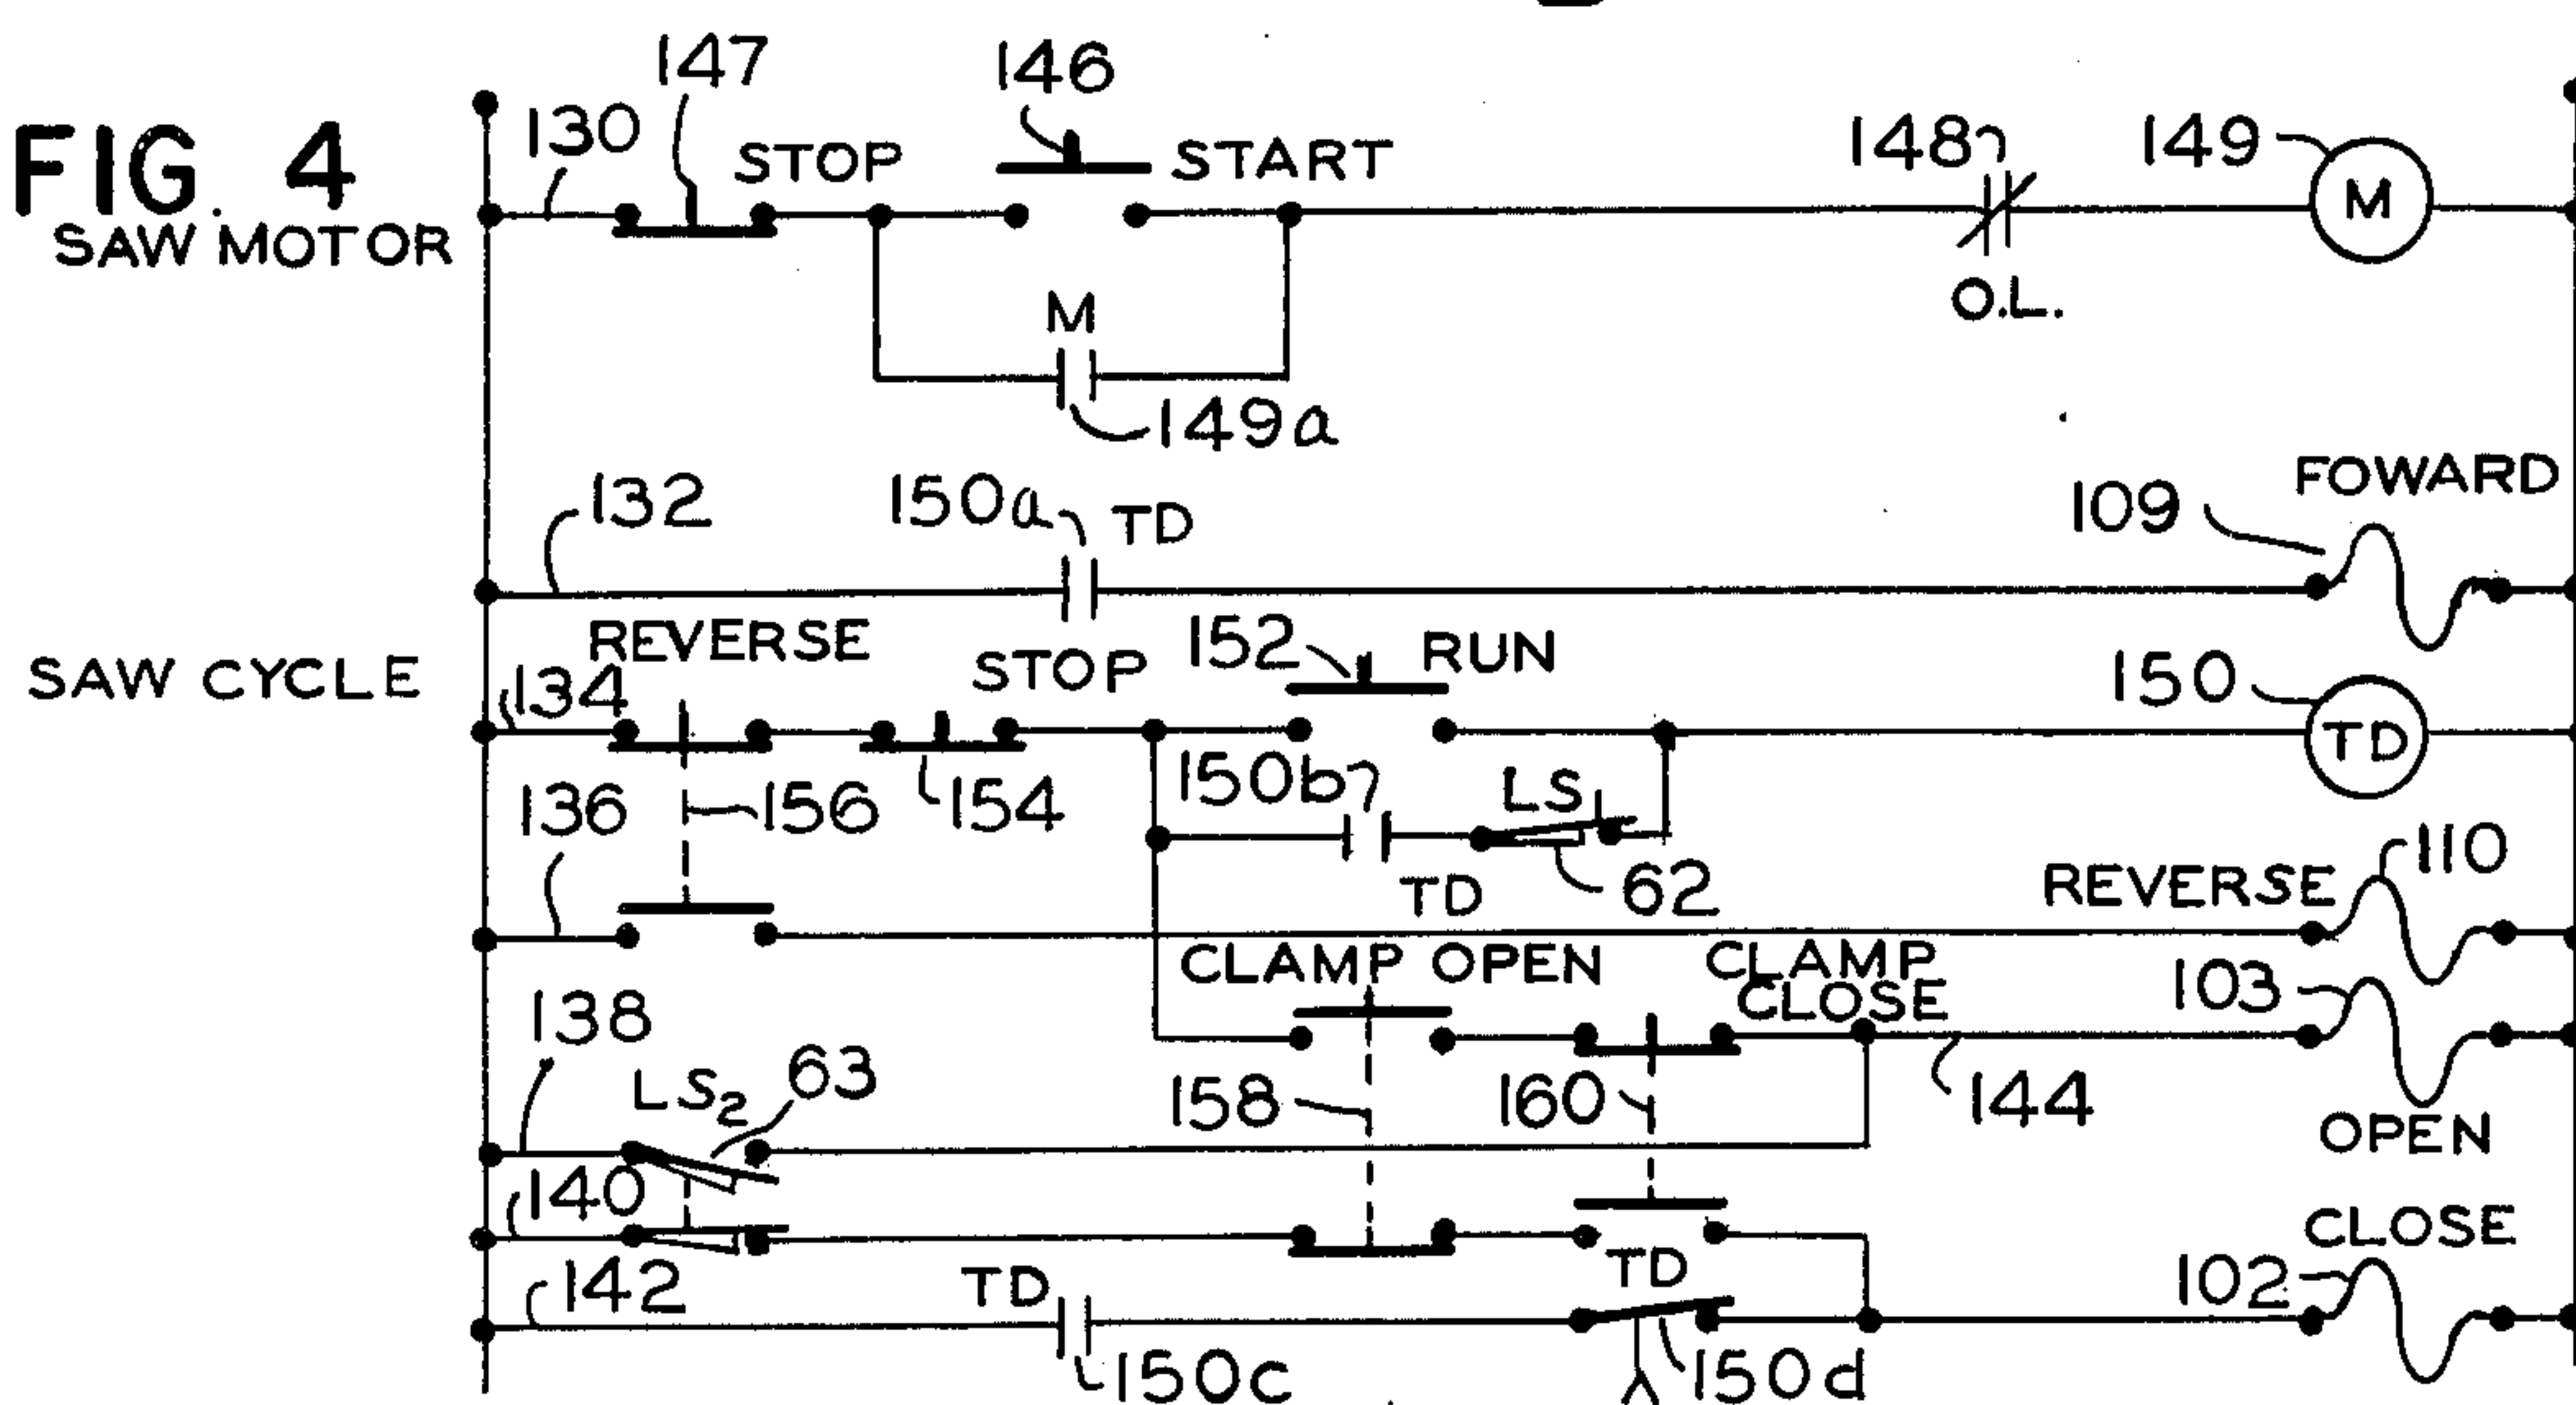 FIG. 4
SAW MOTOR
130
147
STOP
146
START
148
O.L.
149
M
M
149a
132
150a
TD
109
FOWARD
SAW CYCLE
REVERSE
134
STOP
152
RUN
150
TD
156
154
150b
LS1
TD
62
136
REVERSE
110
CLAMP OPEN
CLAMP
CLOSE
103
138
LS2
63
158
160
144
OPEN
140
CLOSE
142
TD
150c
TD
150d
102